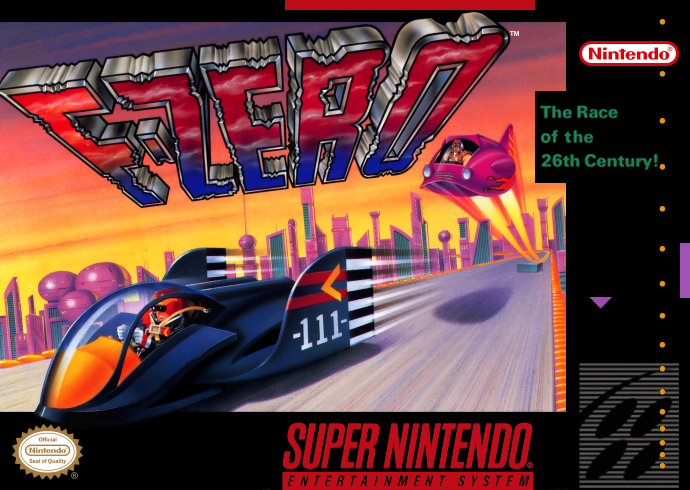 F-ZERO
TM
Nintendo®
The Race
of the
26th Century!
-111-
Official
Nintendo
Seal of Quality
®
SUPER NINTENDO®
ENTERTAINMENT SYSTEM